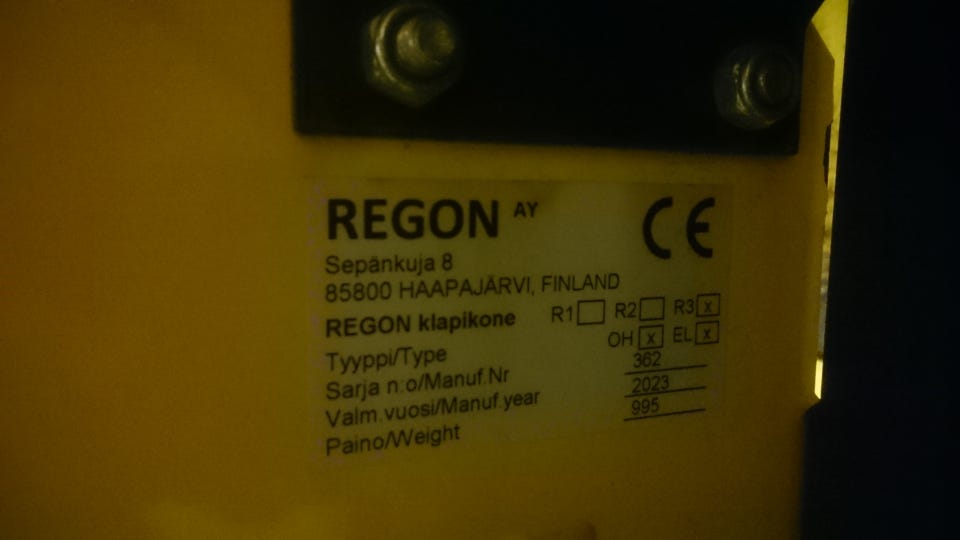 REGON AY CE
Sepänkuja 8
85800 HAAPAJÄRVI, FINLAND
REGON klapikone R1 R2 R3 x
Tyyppi/Type OH x EL x
Sarja n:o/Manuf.Nr 362
Valm.vuosi/Manuf.year 2023
Paino/Weight 995